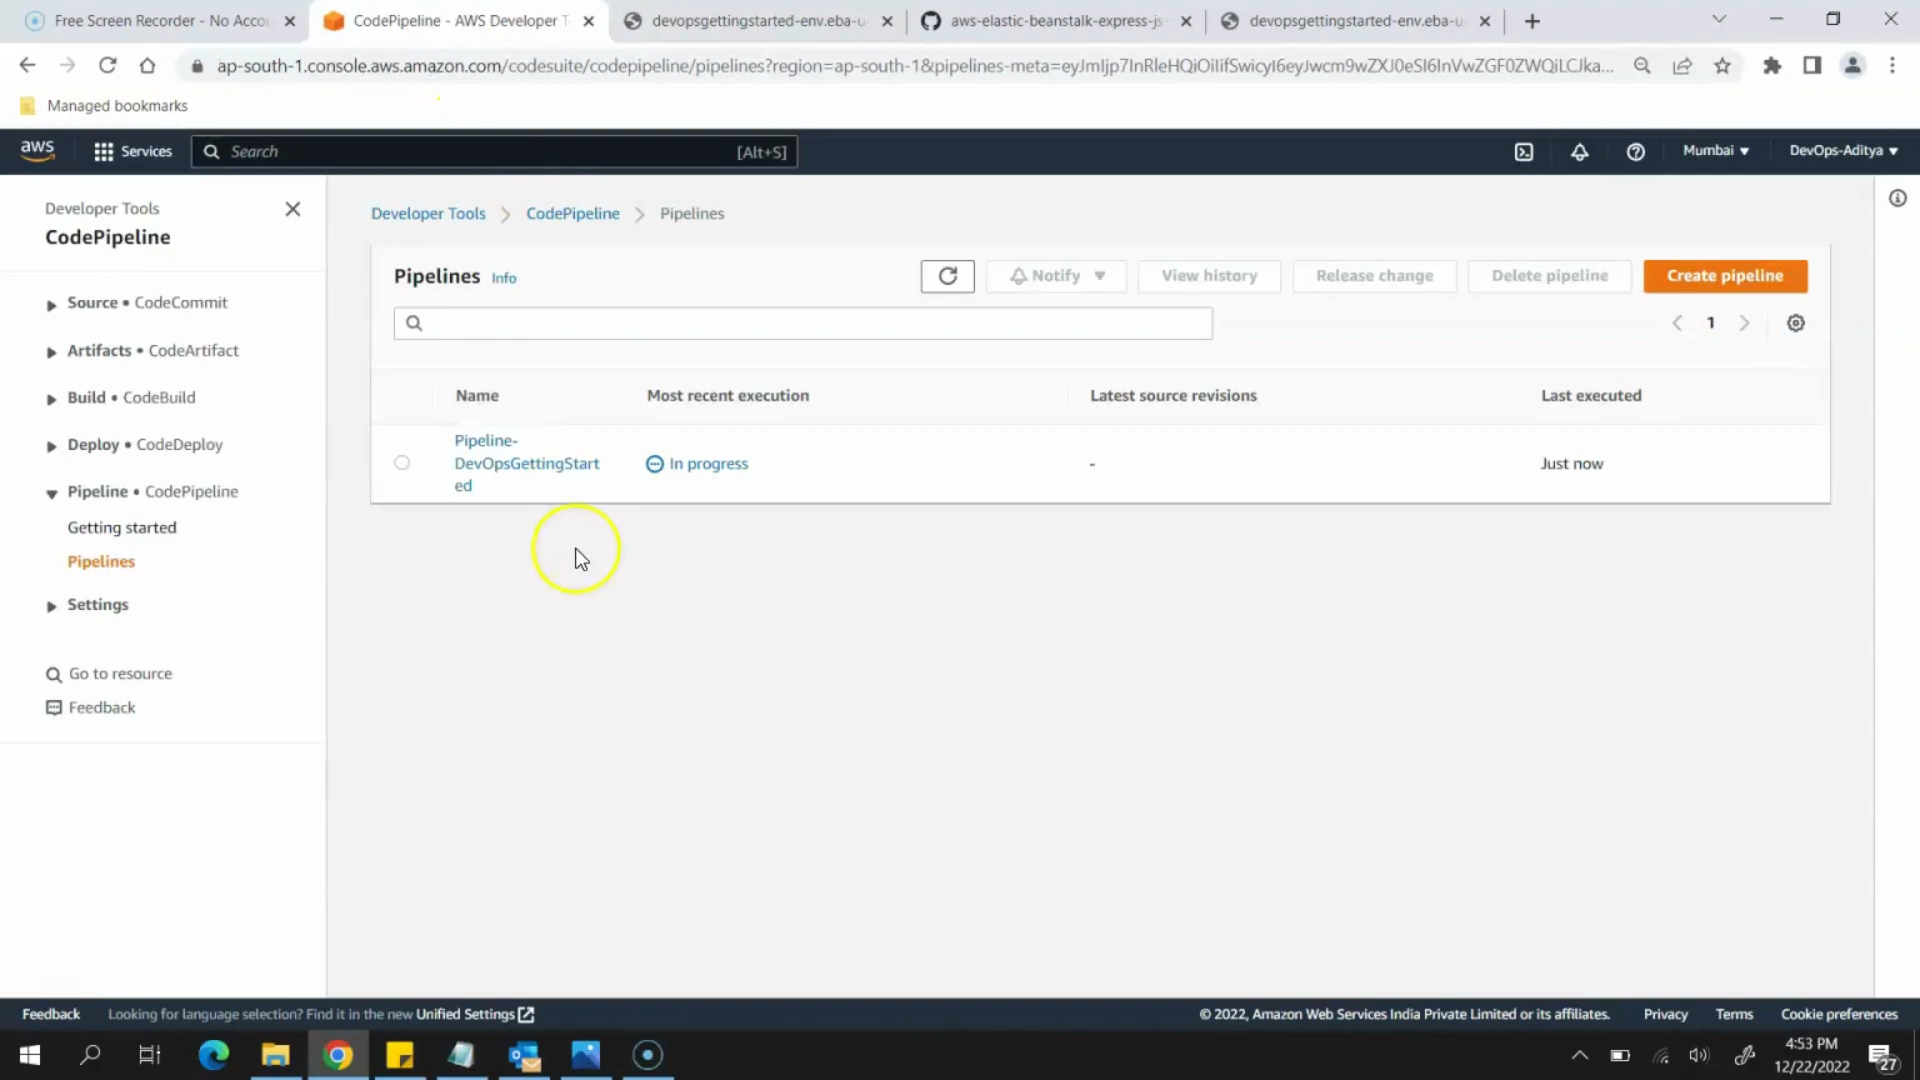 Free Screen Recorder - No Acco
CodePipeline - AWS Developer T
devopsgettingstarted-env.eba-u
aws-elastic-beanstalk-express-js-
devopsgettingstarted-env.eba-u
ap-south-1.console.aws.amazon.com/codesuite/codepipeline/pipelines?region=ap-south-1&pipelines-meta=eyJmIjp7InRleHQiOiIifSwicyI6eyJwcm9wZXJ0eSI6InVwZGF0ZWQiLCJka...
Managed bookmarks
aws
Services
Search
[Alt+S]
Mumbai
DevOps-Aditya
Developer Tools
CodePipeline
Source • CodeCommit
Artifacts • CodeArtifact
Build • CodeBuild
Deploy • CodeDeploy
Pipeline • CodePipeline
Getting started
Pipelines
Settings
Go to resource
Feedback
Developer Tools
CodePipeline
Pipelines
Pipelines Info
Notify
View history
Release change
Delete pipeline
Create pipeline
1
Name
Most recent execution
Latest source revisions
Last executed
Pipeline-
DevOpsGettingStart
ed
In progress
-
Just now
Feedback
Looking for language selection? Find it in the new Unified Settings
© 2022, Amazon Web Services India Private Limited or its affiliates.
Privacy
Terms
Cookie preferences
4:53 PM
12/22/2022
27